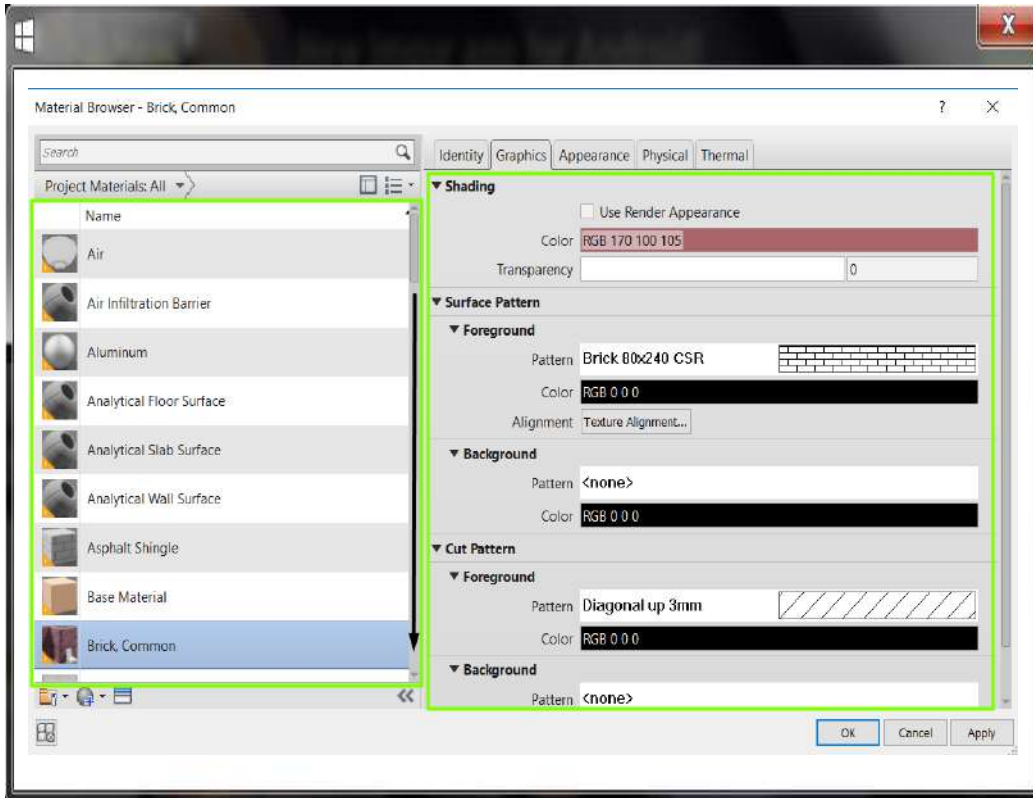 X
Material Browser - Brick, Common
?
Search
Project Materials: All
Name
Air
Air Infiltration Barrier
Aluminum
Analytical Floor Surface
Analytical Slab Surface
Analytical Wall Surface
Asphalt Shingle
Base Material
Brick, Common
Identity Graphics Appearance Physical Thermal
Shading
Use Render Appearance
Color RGB 170 100 105
Transparency 0
Surface Pattern
Foreground
Pattern Brick 80x240 CSR
Color RGB 0 0 0
Alignment Texture Alignment...
Background
Pattern <none>
Color RGB 0 0 0
Cut Pattern
Foreground
Pattern Diagonal up 3mm
Color RGB 0 0 0
Background
Pattern <none>
OK Cancel Apply